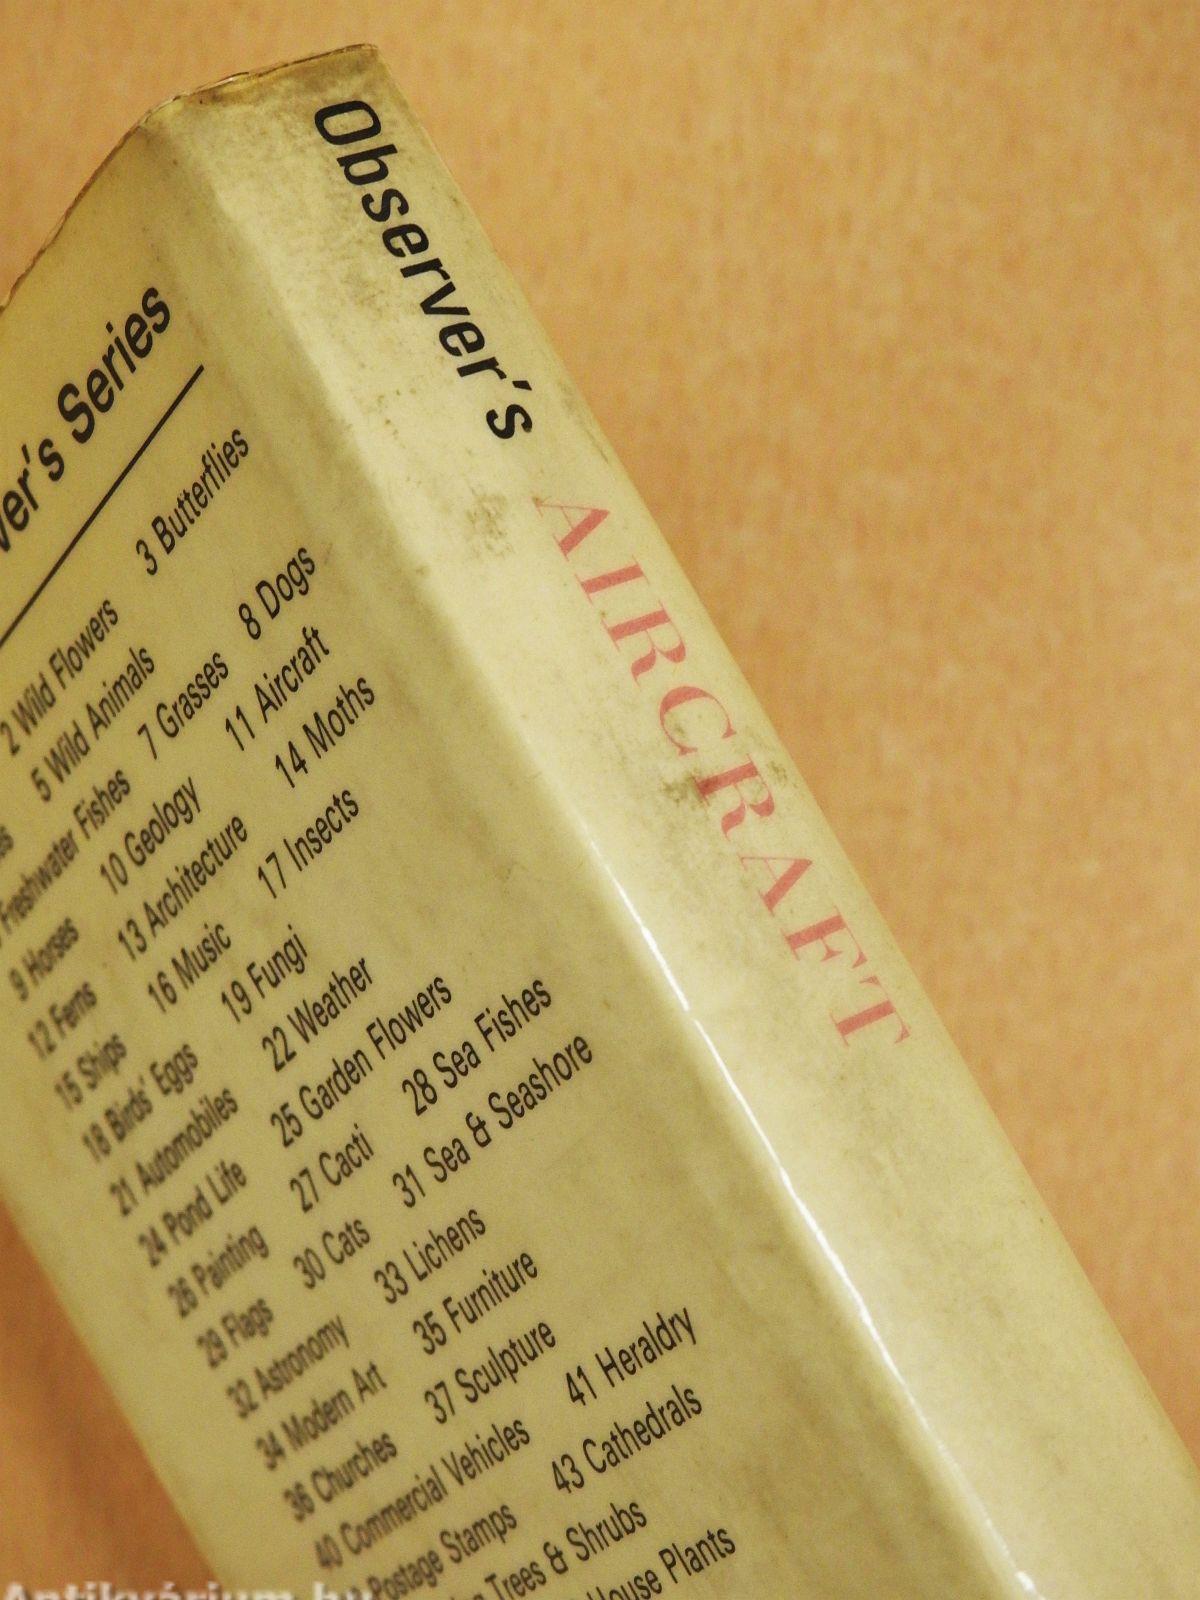 Observer's AIRCRAFT
ver's Series
2 Wild Flowers 3 Butterflies
5 Wild Animals
Freshwater Fishes 7 Grasses 8 Dogs
9 Horses 10 Geology 11 Aircraft
12 Ferns 13 Architecture 14 Moths
15 Ships 16 Music 17 Insects
18 Birds' Eggs 19 Fungi
21 Automobiles 22 Weather
24 Pond Life 25 Garden Flowers
26 Painting 27 Cacti 28 Sea Fishes
29 Flags 30 Cats 31 Sea & Seashore
32 Astronomy 33 Lichens
34 Modern Art 35 Furniture
36 Churches 37 Sculpture
40 Commercial Vehicles 41 Heraldry
Postage Stamps 43 Cathedrals
Trees & Shrubs
House Plants
Antikvárium.hu